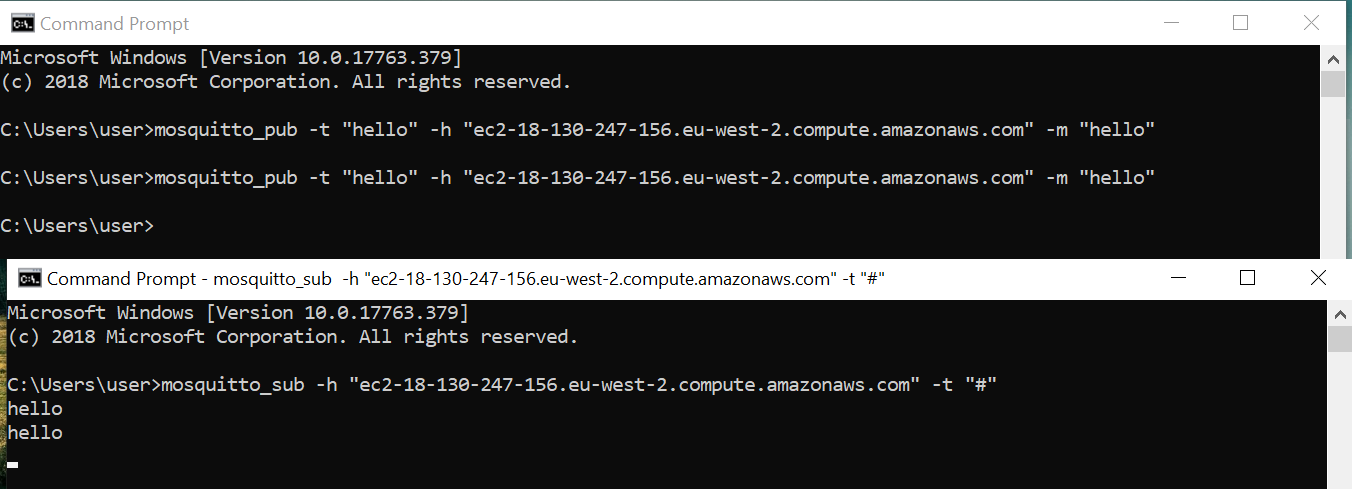 Command Prompt
Microsoft Windows [Version 10.0.17763.379]
(c) 2018 Microsoft Corporation. All rights reserved.
C:\Users\user>mosquitto_pub -t "hello" -h "ec2-18-130-247-156.eu-west-2.compute.amazonaws.com" -m "hello"
C:\Users\user>mosquitto_pub -t "hello" -h "ec2-18-130-247-156.eu-west-2.compute.amazonaws.com" -m "hello"
C:\Users\user>
Command Prompt - mosquitto_sub  -h "ec2-18-130-247-156.eu-west-2.compute.amazonaws.com" -t "#"
Microsoft Windows [Version 10.0.17763.379]
(c) 2018 Microsoft Corporation. All rights reserved.
C:\Users\user>mosquitto_sub -h "ec2-18-130-247-156.eu-west-2.compute.amazonaws.com" -t "#"
hello
hello